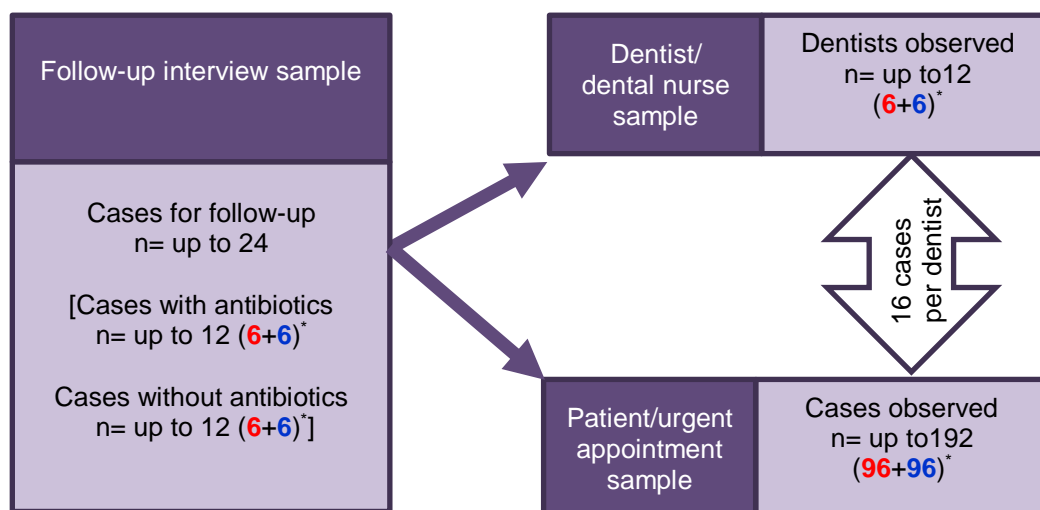 Follow-up interview sample
Cases for follow-up
n= up to 24
[Cases with antibiotics
n= up to 12 (6+6)*
Cases without antibiotics
n= up to 12 (6+6)*]
Dentist/
dental nurse
sample
Dentists observed
n= up to12
(6+6)*
16 cases
per dentist
Patient/urgent
appointment
sample
Cases observed
n= up to192
(96+96)*